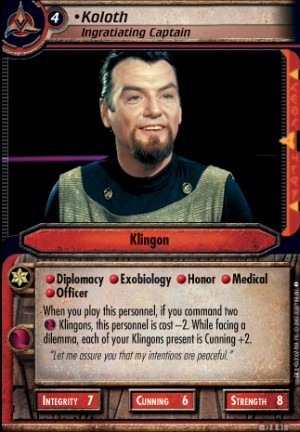 4
•Koloth
Ingratiating Captain
Klingon
Diplomacy Exobiology Honor Medical
Officer
When you play this personnel, if you command two
Klingons, this personnel is cost -2. While facing a
dilemma, each of your Klingons present is Cunning +2.
"Let me assure you that my intentions are peaceful."
INTEGRITY 7 CUNNING 6 STRENGTH 8